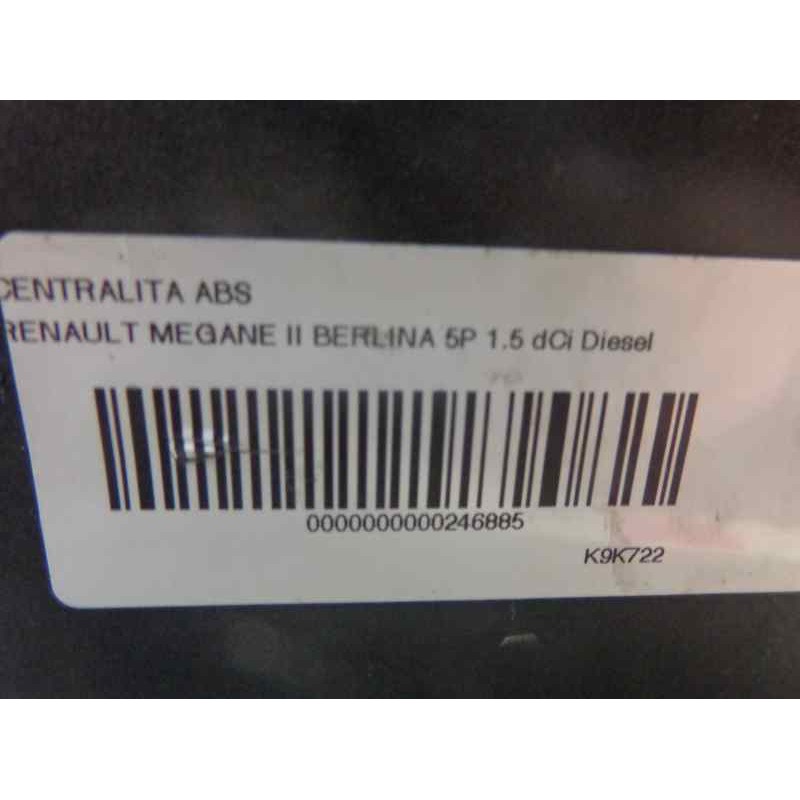 CENTRALITA ABS
RENAULT MEGANE II BERLINA 5P 1.5 dCi Diesel
0000000000246885
K9K722